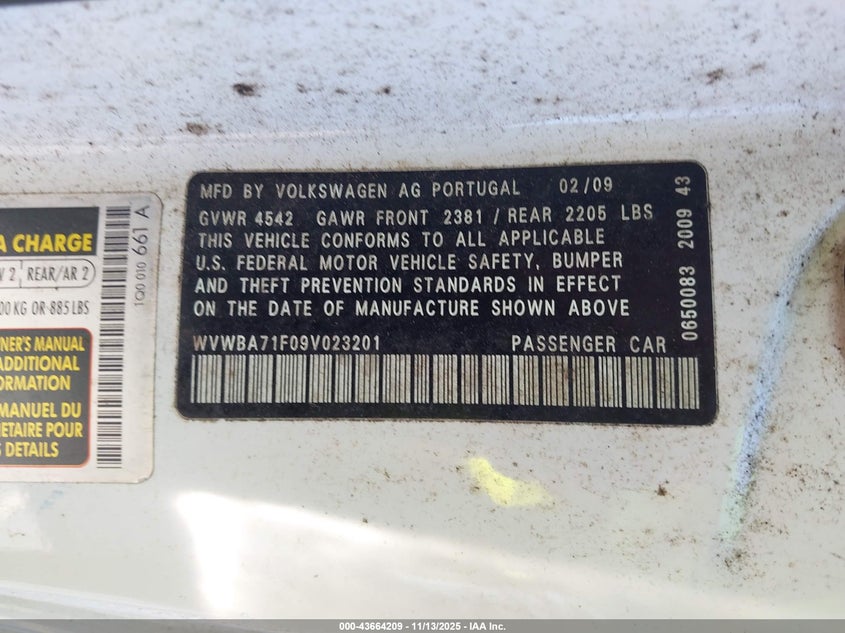 A CHARGE
V 2 REAR/AR 2
00 KG OR 885 LBS
NER'S MANUAL
ADDITIONAL
ORMATION
MANUEL DU
IETAIRE POUR
S DETAILS
1Q0 010 661 A
MFD BY VOLKSWAGEN AG PORTUGAL 02/09
GVWR 4542 GAWR FRONT 2381 / REAR 2205 LBS
THIS VEHICLE CONFORMS TO ALL APPLICABLE
U.S. FEDERAL MOTOR VEHICLE SAFETY, BUMPER
AND THEFT PREVENTION STANDARDS IN EFFECT
ON THE DATE OF MANUFACTURE SHOWN ABOVE
WVWBA71F09V023201 PASSENGER CAR
0650083 2009 43
000-43664209 | 11/13/2025 | IAA Inc.